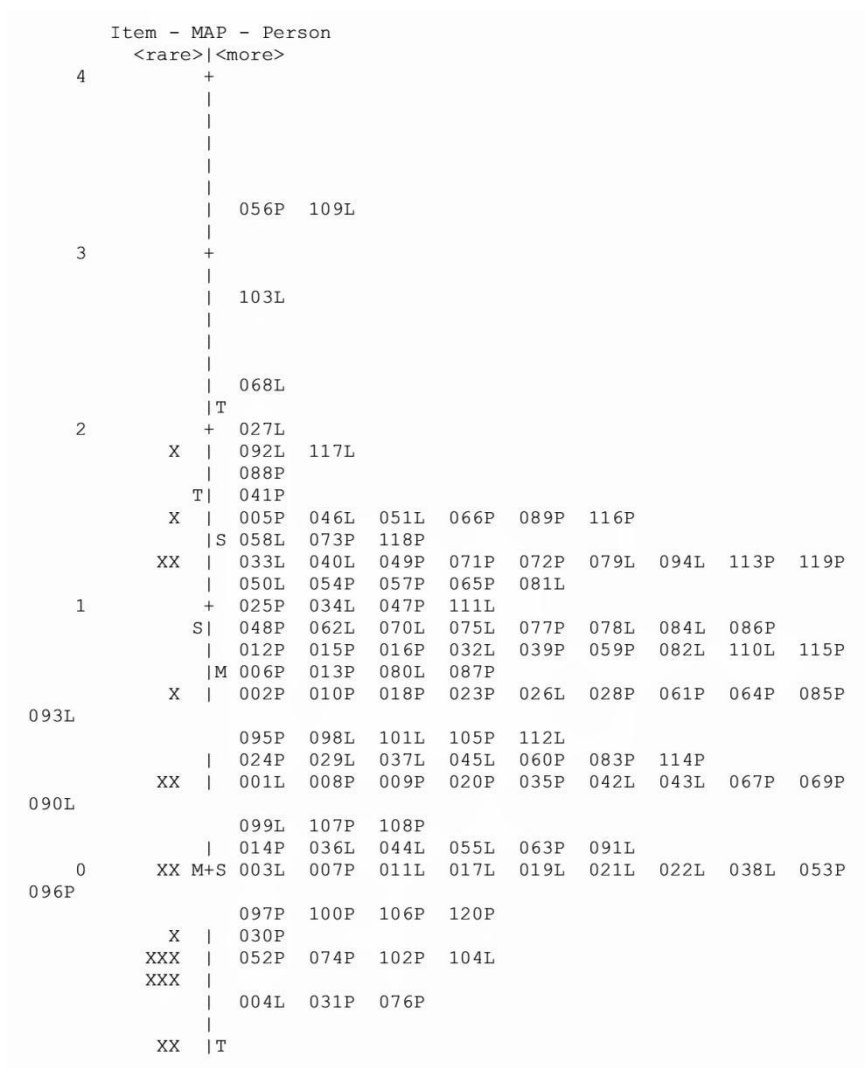 Item - MAP - Person
<rare>|<more>
4 +
|
|
|
|
|
| 056P 109L
|
3 +
|
| 103L
|
|
|
| 068L
|T
2 + 027L
X | 092L 117L
| 088P
T| 041P
X | 005P 046L 051L 066P 089P 116P
|S 058L 073P 118P
XX | 033L 040L 049P 071P 072P 079L 094L 113P 119P
| 050L 054P 057P 065P 081L
1 + 025P 034L 047P 111L
S| 048P 062L 070L 075L 077P 078L 084L 086P
| 012P 015P 016P 032L 039P 059P 082L 110L 115P
|M 006P 013P 080L 087P
X | 002P 010P 018P 023P 026L 028P 061P 064P 085P
093L
095P 098L 101L 105P 112L
| 024P 029L 037L 045L 060P 083P 114P
XX | 001L 008P 009P 020P 035P 042L 043L 067P 069P
090L
099L 107P 108P
| 014P 036L 044L 055L 063P 091L
0 XX M+S 003L 007P 011L 017L 019L 021L 022L 038L 053P
096P
097P 100P 106P 120P
X | 030P
XXX | 052P 074P 102P 104L
XXX |
| 004L 031P 076P
|
XX |T